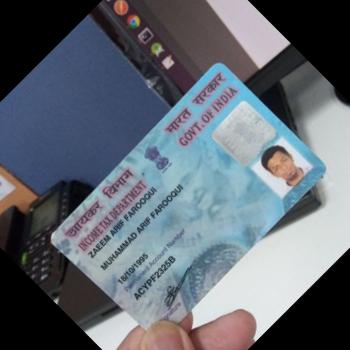 आयकर विभाग
INCOME TAX DEPARTMENT
भारत सरकार
GOVT. OF INDIA
ZAEEM ARIF FAROOQUI
MUHAMMAD ARIF FAROOQUI
18/10/1995
Permanent Account Number
ACYPF2325B